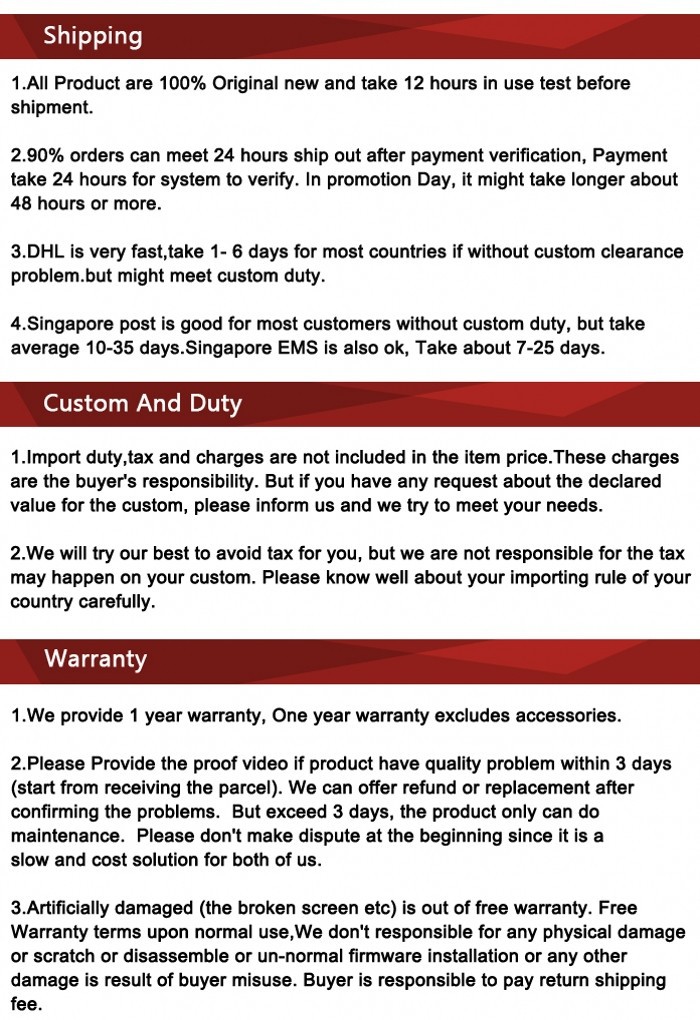 Shipping
1.All Product are 100% Original new and take 12 hours in use test before
shipment.
2.90% orders can meet 24 hours ship out after payment verification, Payment
take 24 hours for system to verify. In promotion Day, it might take longer about
48 hours or more.
3.DHL is very fast,take 1- 6 days for most countries if without custom clearance
problem.but might meet custom duty.
4.Singapore post is good for most customers without custom duty, but take
average 10-35 days.Singapore EMS is also ok, Take about 7-25 days.
Custom And Duty
1.Import duty,tax and charges are not included in the item price.These charges
are the buyer's responsibility. But if you have any request about the declared
value for the custom, please inform us and we try to meet your needs.
2.We will try our best to avoid tax for you, but we are not responsible for the tax
may happen on your custom. Please know well about your importing rule of your
country carefully.
Warranty
1.We provide 1 year warranty, One year warranty excludes accessories.
2.Please Provide the proof video if product have quality problem within 3 days
(start from receiving the parcel). We can offer refund or replacement after
confirming the problems.  But exceed 3 days, the product only can do
maintenance.  Please don't make dispute at the beginning since it is a
slow and cost solution for both of us.
3.Artificially damaged (the broken screen etc) is out of free warranty. Free
Warranty terms upon normal use,We don't responsible for any physical damage
or scratch or disassemble or un-normal firmware installation or any other
damage is result of buyer misuse. Buyer is responsible to pay return shipping
fee.